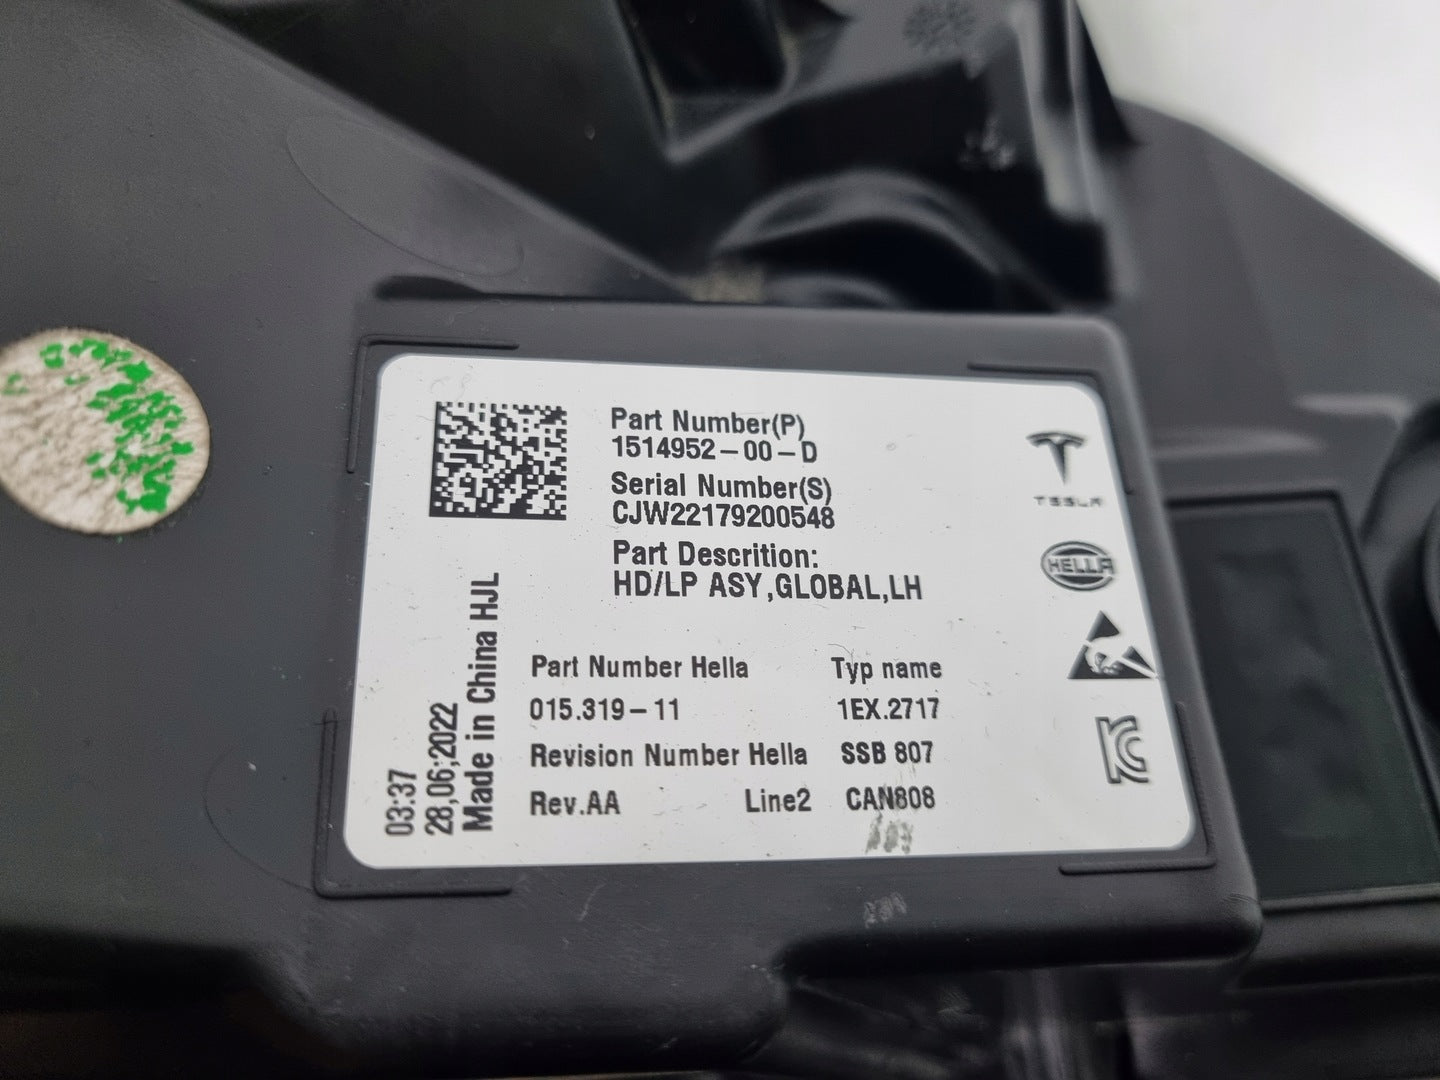 Part Number(P)
1514952-00-D
Serial Number(S)
CJW22179200548
Part Descrition:
HD/LP ASY,GLOBAL,LH
Part Number Hella Typ name
015.319-11 1EX.2717
Revision Number Hella SSB 807
Rev.AA Line2 CAN808
03:37
28,06;2022
Made in China HJL
TESLA
HELLA